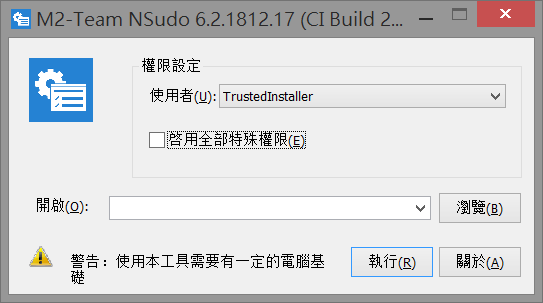 M2-Team NSudo 6.2.1812.17 (CI Build 2...
權限設定
使用者(U): TrustedInstaller
啓用全部特殊權限(E)
開啟(O): 瀏覽(B)
警告：使用本工具需要有一定的電腦基
礎
執行(R) 關於(A)